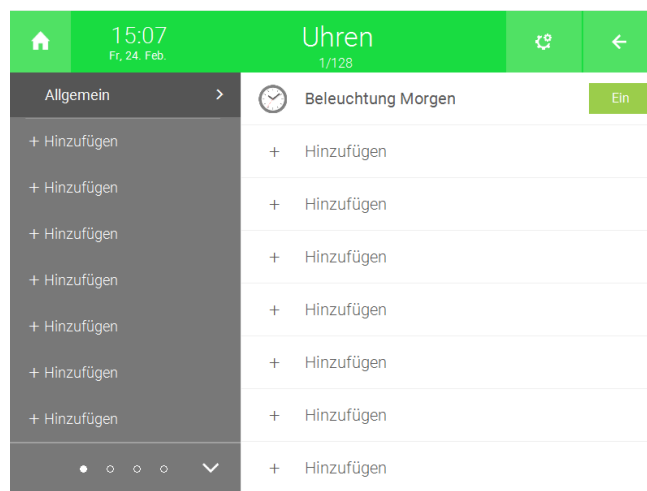 15:07
Fr, 24. Feb.
Uhren
1/128
Allgemein
+ Hinzufügen
+ Hinzufügen
+ Hinzufügen
+ Hinzufügen
+ Hinzufügen
+ Hinzufügen
+ Hinzufügen
Beleuchtung Morgen Ein
+ Hinzufügen
+ Hinzufügen
+ Hinzufügen
+ Hinzufügen
+ Hinzufügen
+ Hinzufügen
+ Hinzufügen